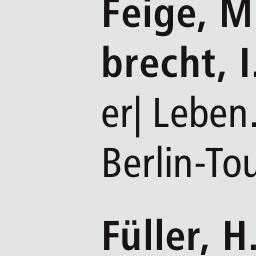 Feige, M
brecht, I.
er| Leben.
Berlin-Tou
Füller, H.